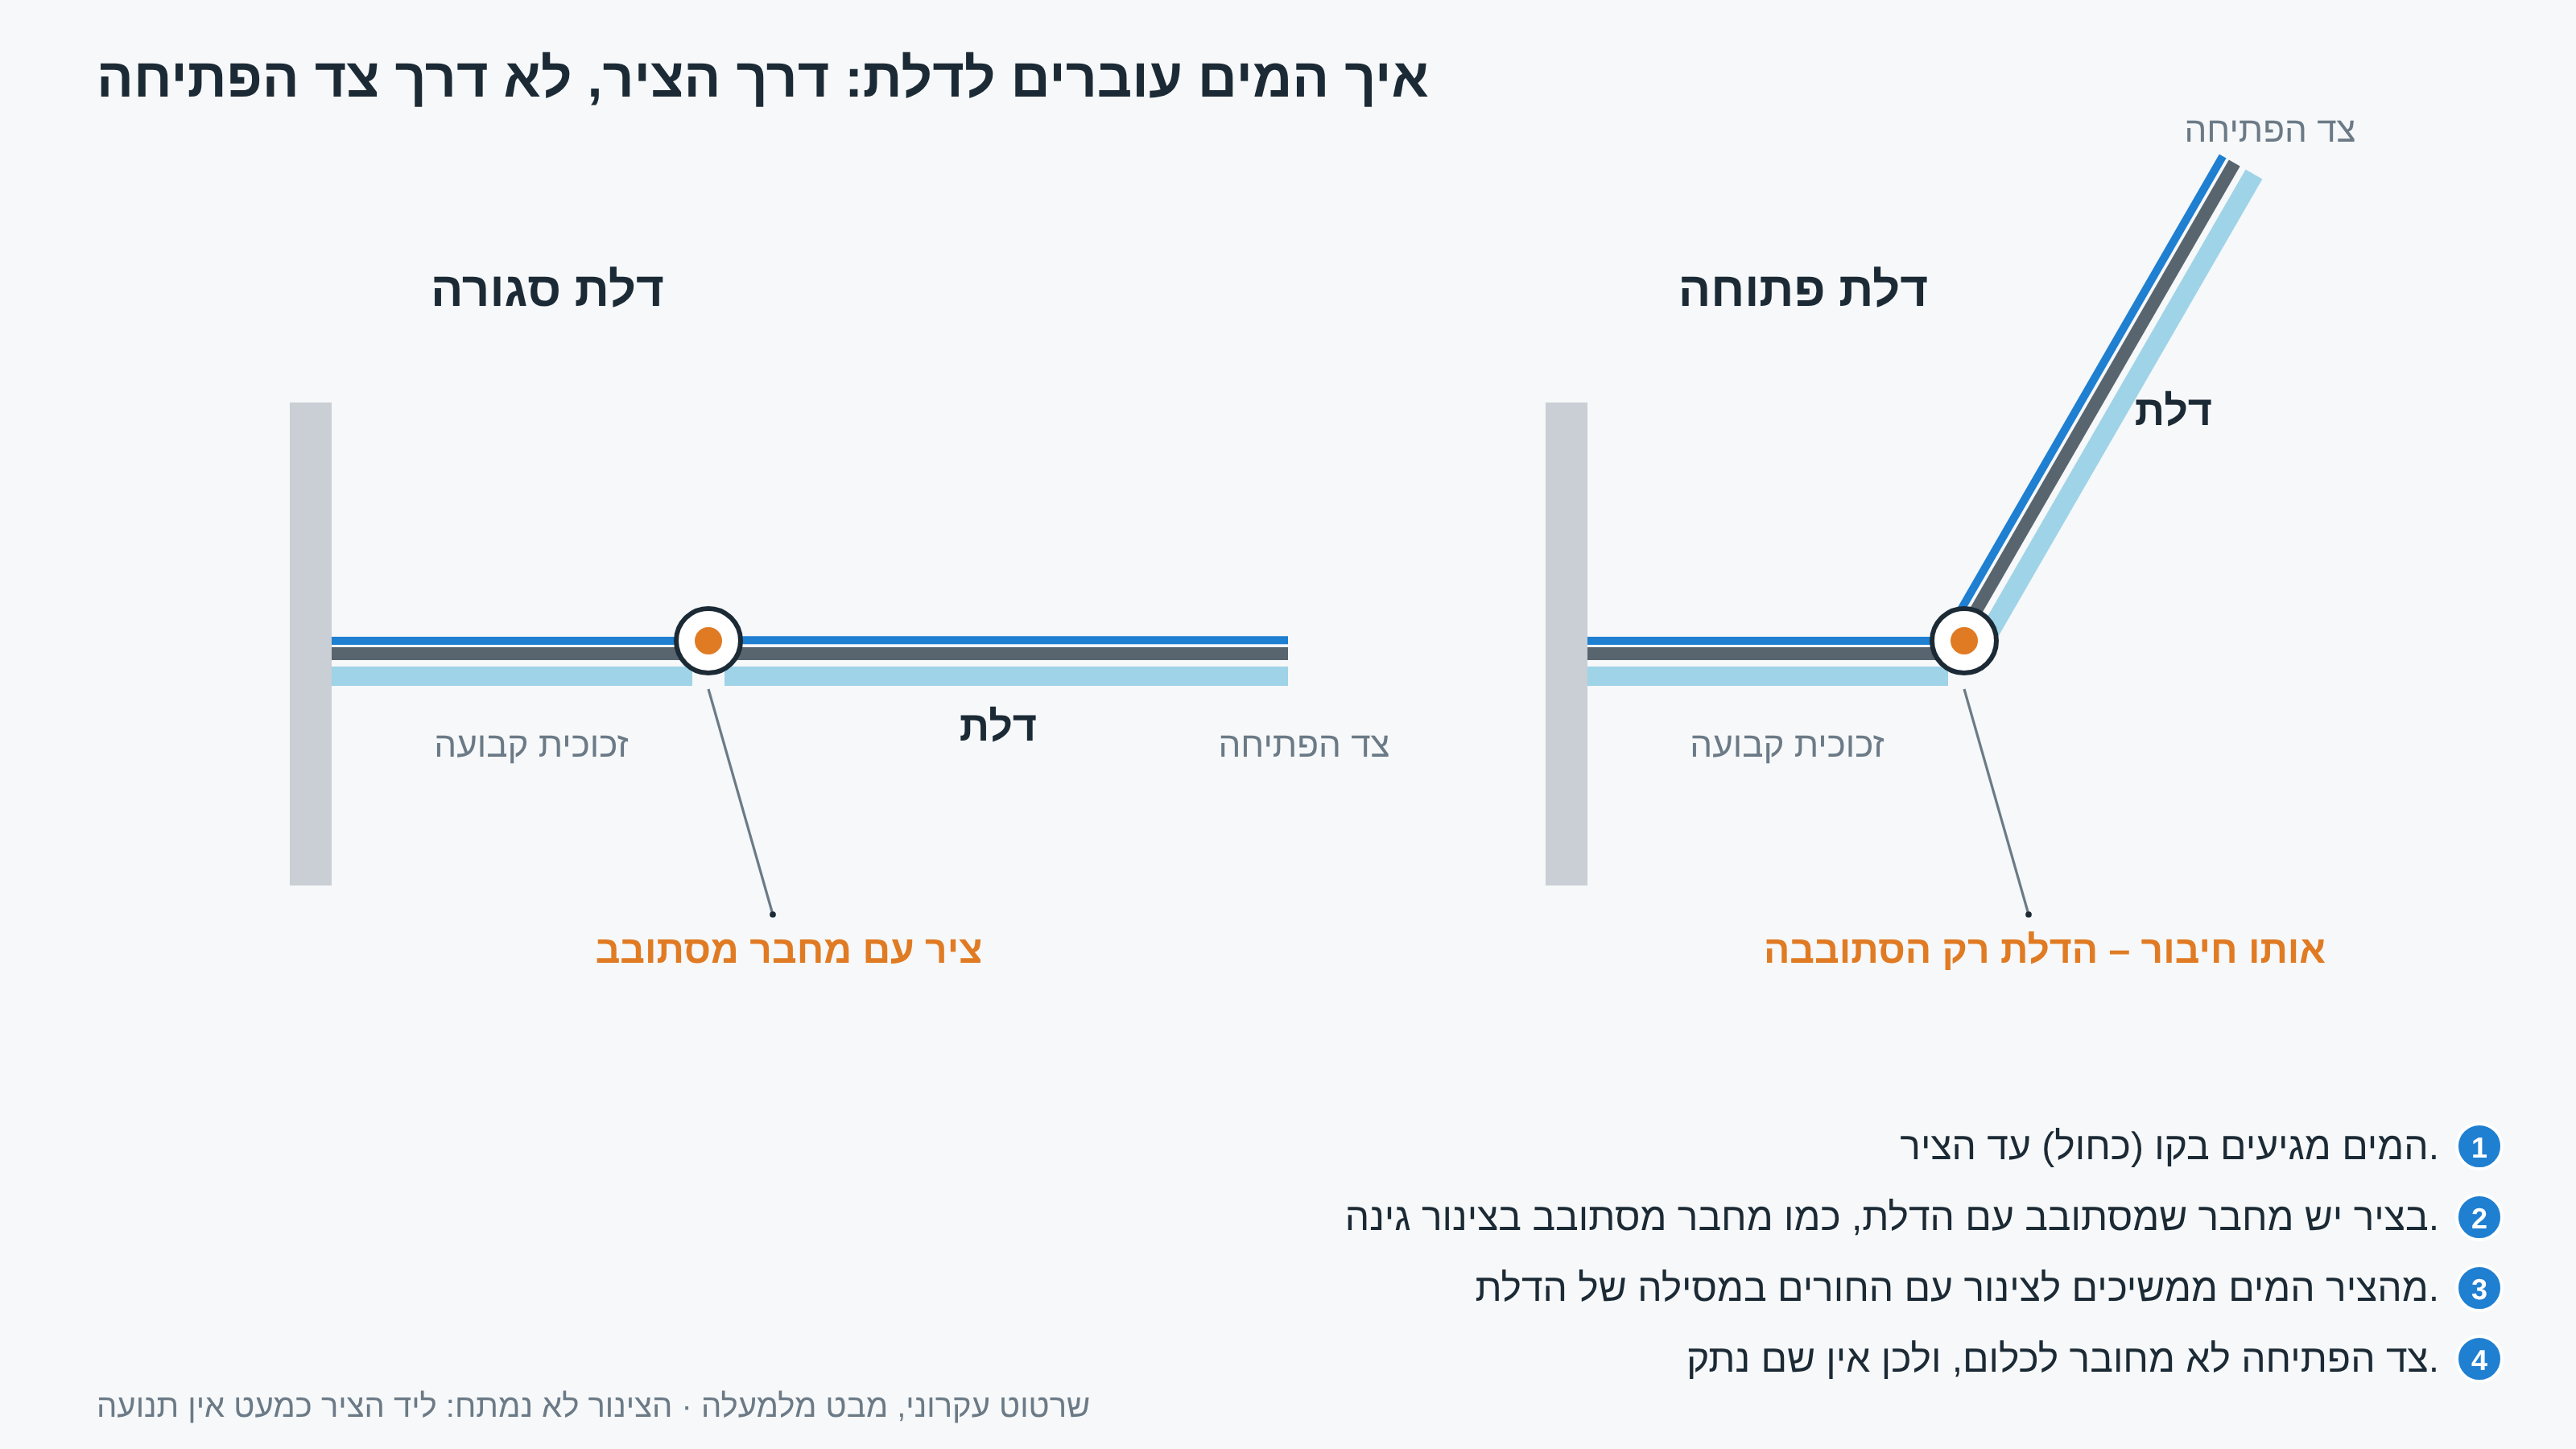 איך המים עוברים לדלת: דרך הציר, לא דרך צד הפתיחה
צד הפתיחה
דלת פתוחה
דלת
זכוכית קבועה
אותו חיבור – הדלת רק הסתובבה
דלת סגורה
דלת
צד הפתיחה
זכוכית קבועה
ציר עם מחבר מסתובב
1 .המים מגיעים בקו (כחול) עד הציר
2 .בציר יש מחבר שמסתובב עם הדלת, כמו מחבר מסתובב בצינור גינה
3 .מהציר המים ממשיכים לצינור עם החורים במסילה של הדלת
4 .צד הפתיחה לא מחובר לכלום, ולכן אין שם נתק
שרטוט עקרוני, מבט מלמעלה · הצינור לא נמתח: ליד הציר כמעט אין תנועה